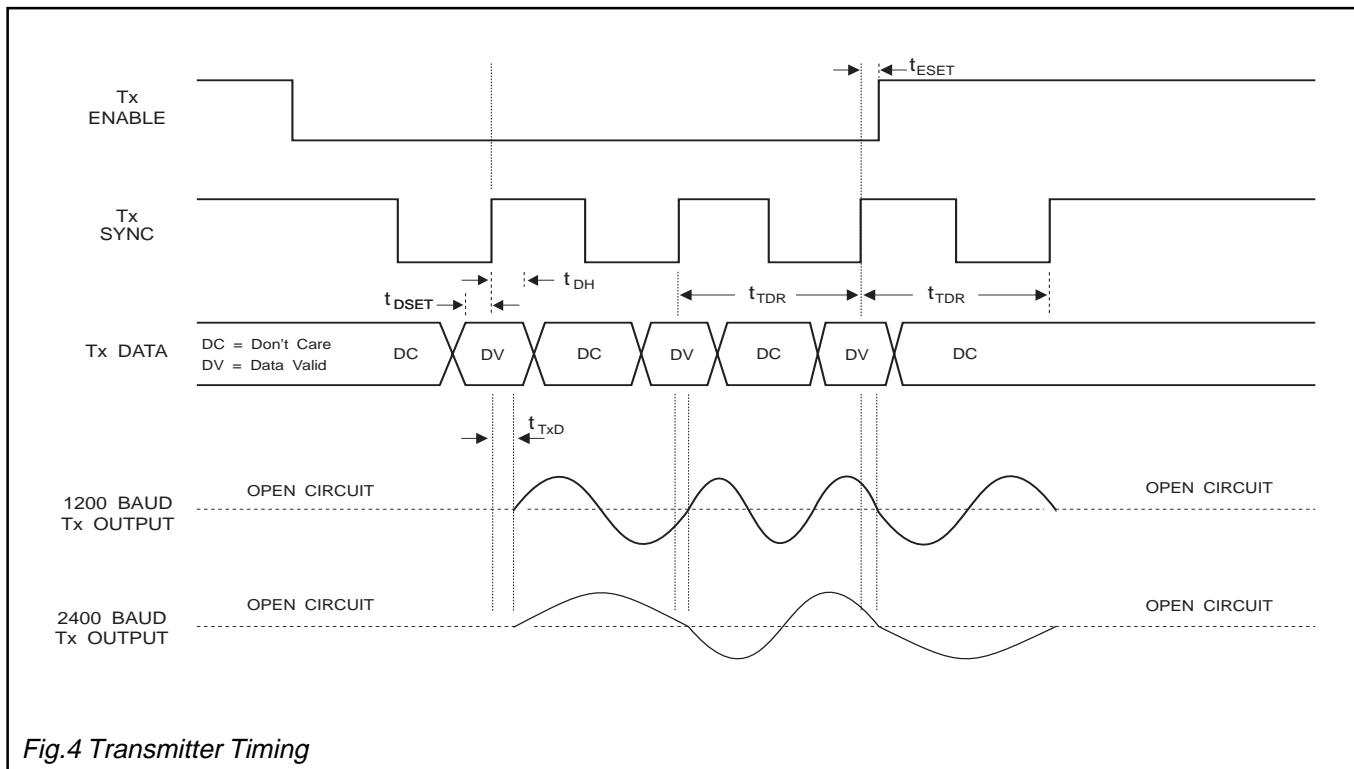 tESET
Tx
ENABLE
Tx
SYNC
tDH
tDSET
tTDR
tTDR
DC = Don't Care
DV = Data Valid
Tx DATA
DC
DV
DC
DV
DC
DV
DC
tTxD
OPEN CIRCUIT
OPEN CIRCUIT
1200 BAUD
Tx OUTPUT
OPEN CIRCUIT
OPEN CIRCUIT
2400 BAUD
Tx OUTPUT
Fig.4 Transmitter Timing